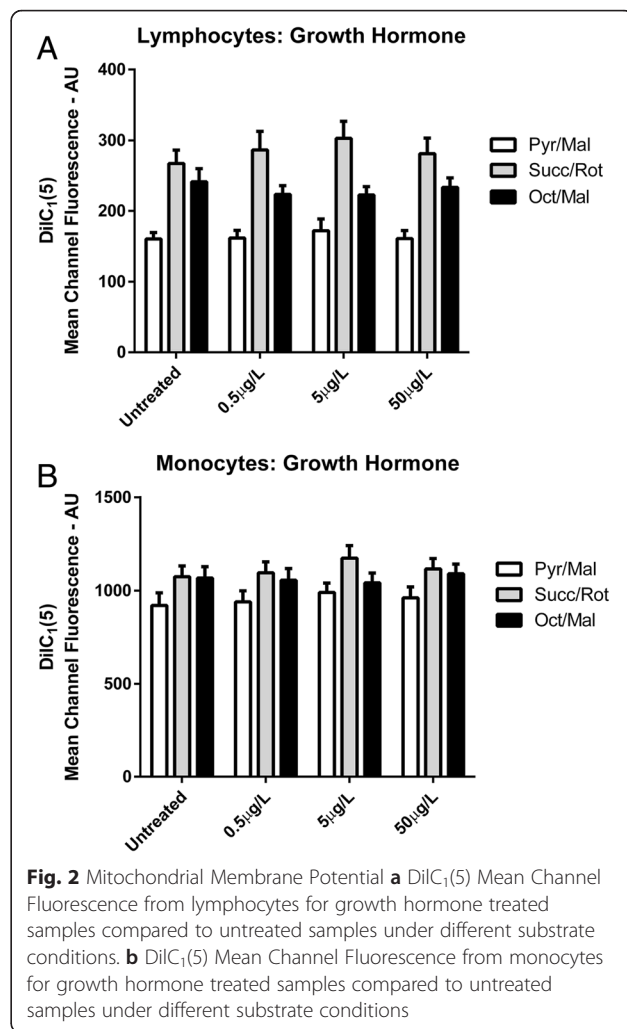 A
Lymphocytes: Growth Hormone
DilC₁(5)
Mean Channel Fluorescence - AU
400
300
200
100
0
Untreated
0.5µg/L
5µg/L
50µg/L
Pyr/Mal
Succ/Rot
Oct/Mal
B
Monocytes: Growth Hormone
DilC₁(5)
Mean Channel Fluorescence - AU
1500
1000
500
0
Untreated
0.5µg/L
5µg/L
50µg/L
Pyr/Mal
Succ/Rot
Oct/Mal
Fig. 2 Mitochondrial Membrane Potential a DilC₁(5) Mean Channel
Fluorescence from lymphocytes for growth hormone treated
samples compared to untreated samples under different substrate
conditions. b DilC₁(5) Mean Channel Fluorescence from monocytes
for growth hormone treated samples compared to untreated
samples under different substrate conditions